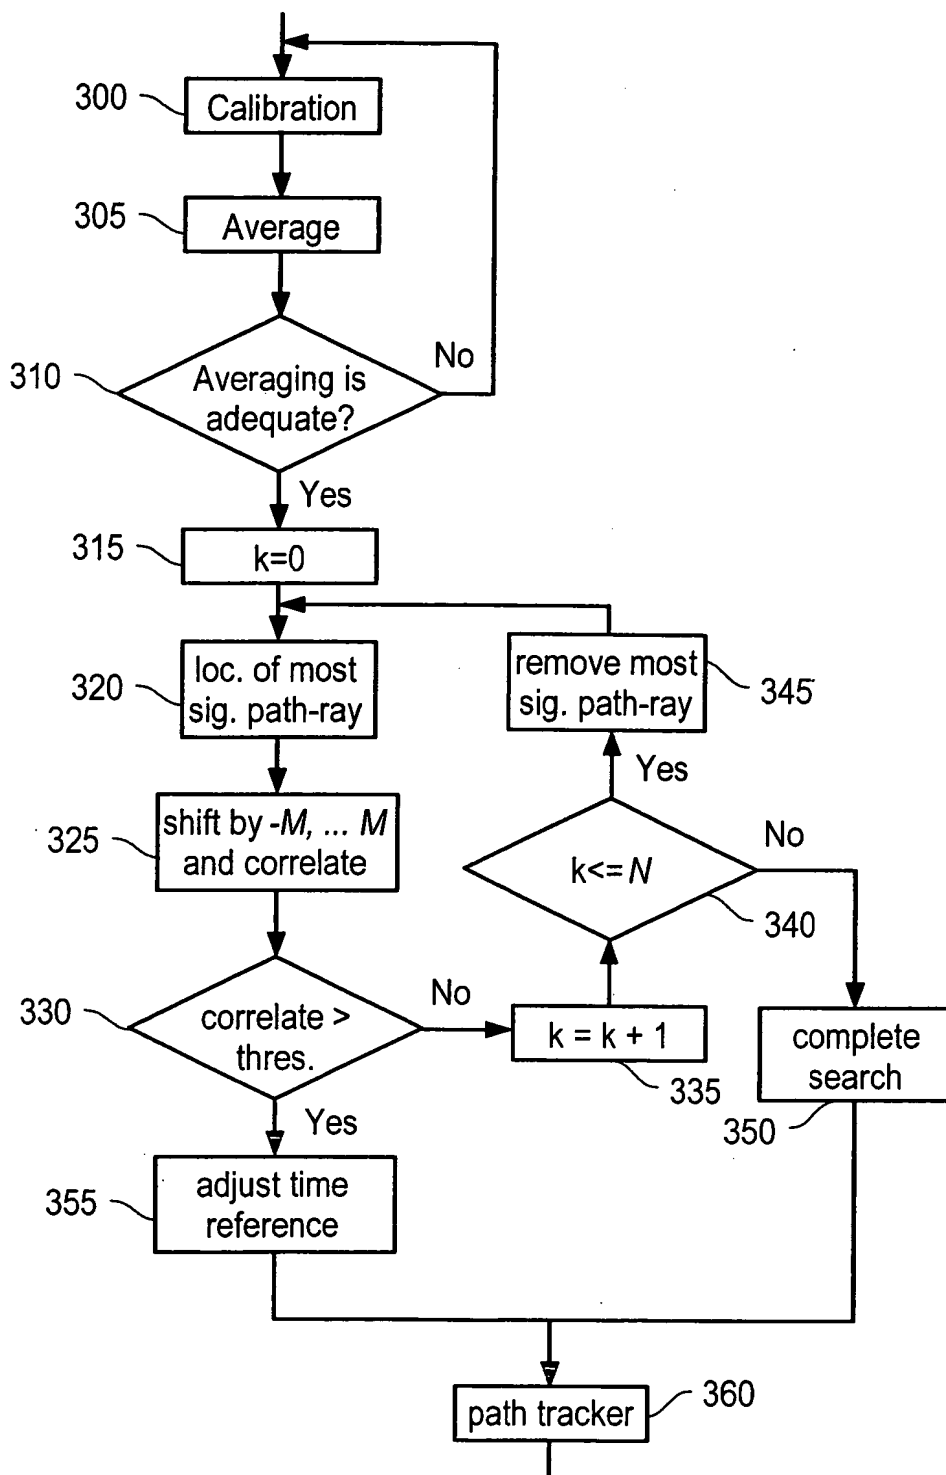 300
Calibration
305
Average
310
Averaging is
adequate?
No
Yes
315
k=0
320
loc. of most
sig. path-ray
remove most
sig. path-ray
345
Yes
325
shift by -M, ... M
and correlate
k<=N
No
340
330
correlate >
thres.
No
k = k + 1
335
complete
search
350
Yes
355
adjust time
reference
path tracker
360